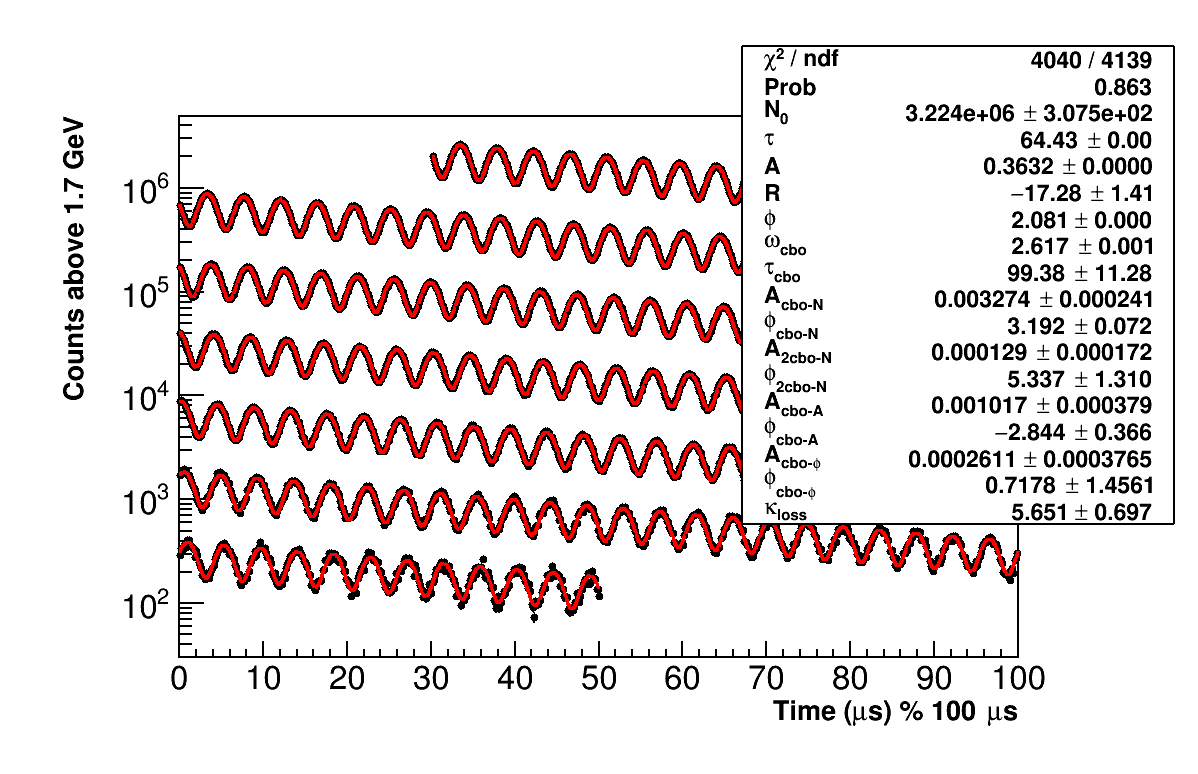 χ² / ndf 4040 / 4139
Prob 0.863
N₀ 3.224e+06 ± 3.075e+02
τ 64.43 ± 0.00
A 0.3632 ± 0.0000
R −17.28 ± 1.41
ϕ 2.081 ± 0.000
ω_cbo 2.617 ± 0.001
τ_cbo 99.38 ± 11.28
A_cbo-N 0.003274 ± 0.000241
ϕ_cbo-N 3.192 ± 0.072
A_2cbo-N 0.000129 ± 0.000172
ϕ_2cbo-N 5.337 ± 1.310
A_cbo-A 0.001017 ± 0.000379
ϕ_cbo-A −2.844 ± 0.366
A_cbo-ϕ 0.0002611 ± 0.0003765
ϕ_cbo-ϕ 0.7178 ± 1.4561
κ_loss 5.651 ± 0.697
Counts above 1.7 GeV
10⁶
10⁵
10⁴
10³
10²
0 10 20 30 40 50 60 70 80 90 100
Time (μs) % 100 μs